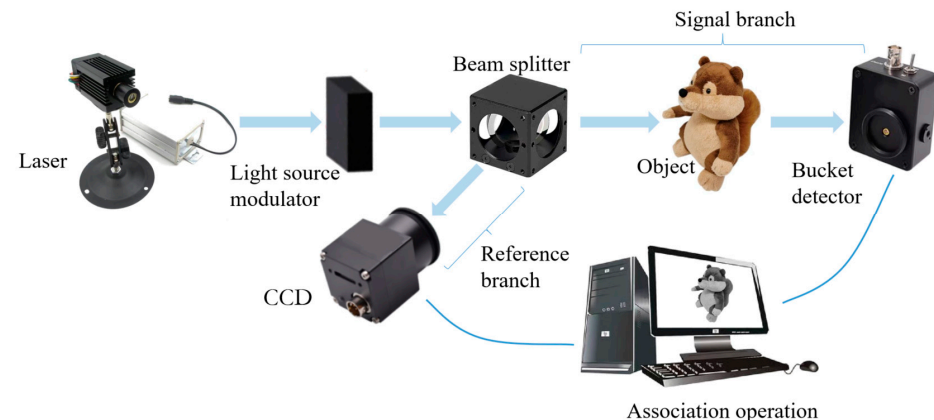 Signal branch
Beam splitter
Laser
Light source
modulator
Object
Bucket
detector
Reference
branch
CCD
Association operation